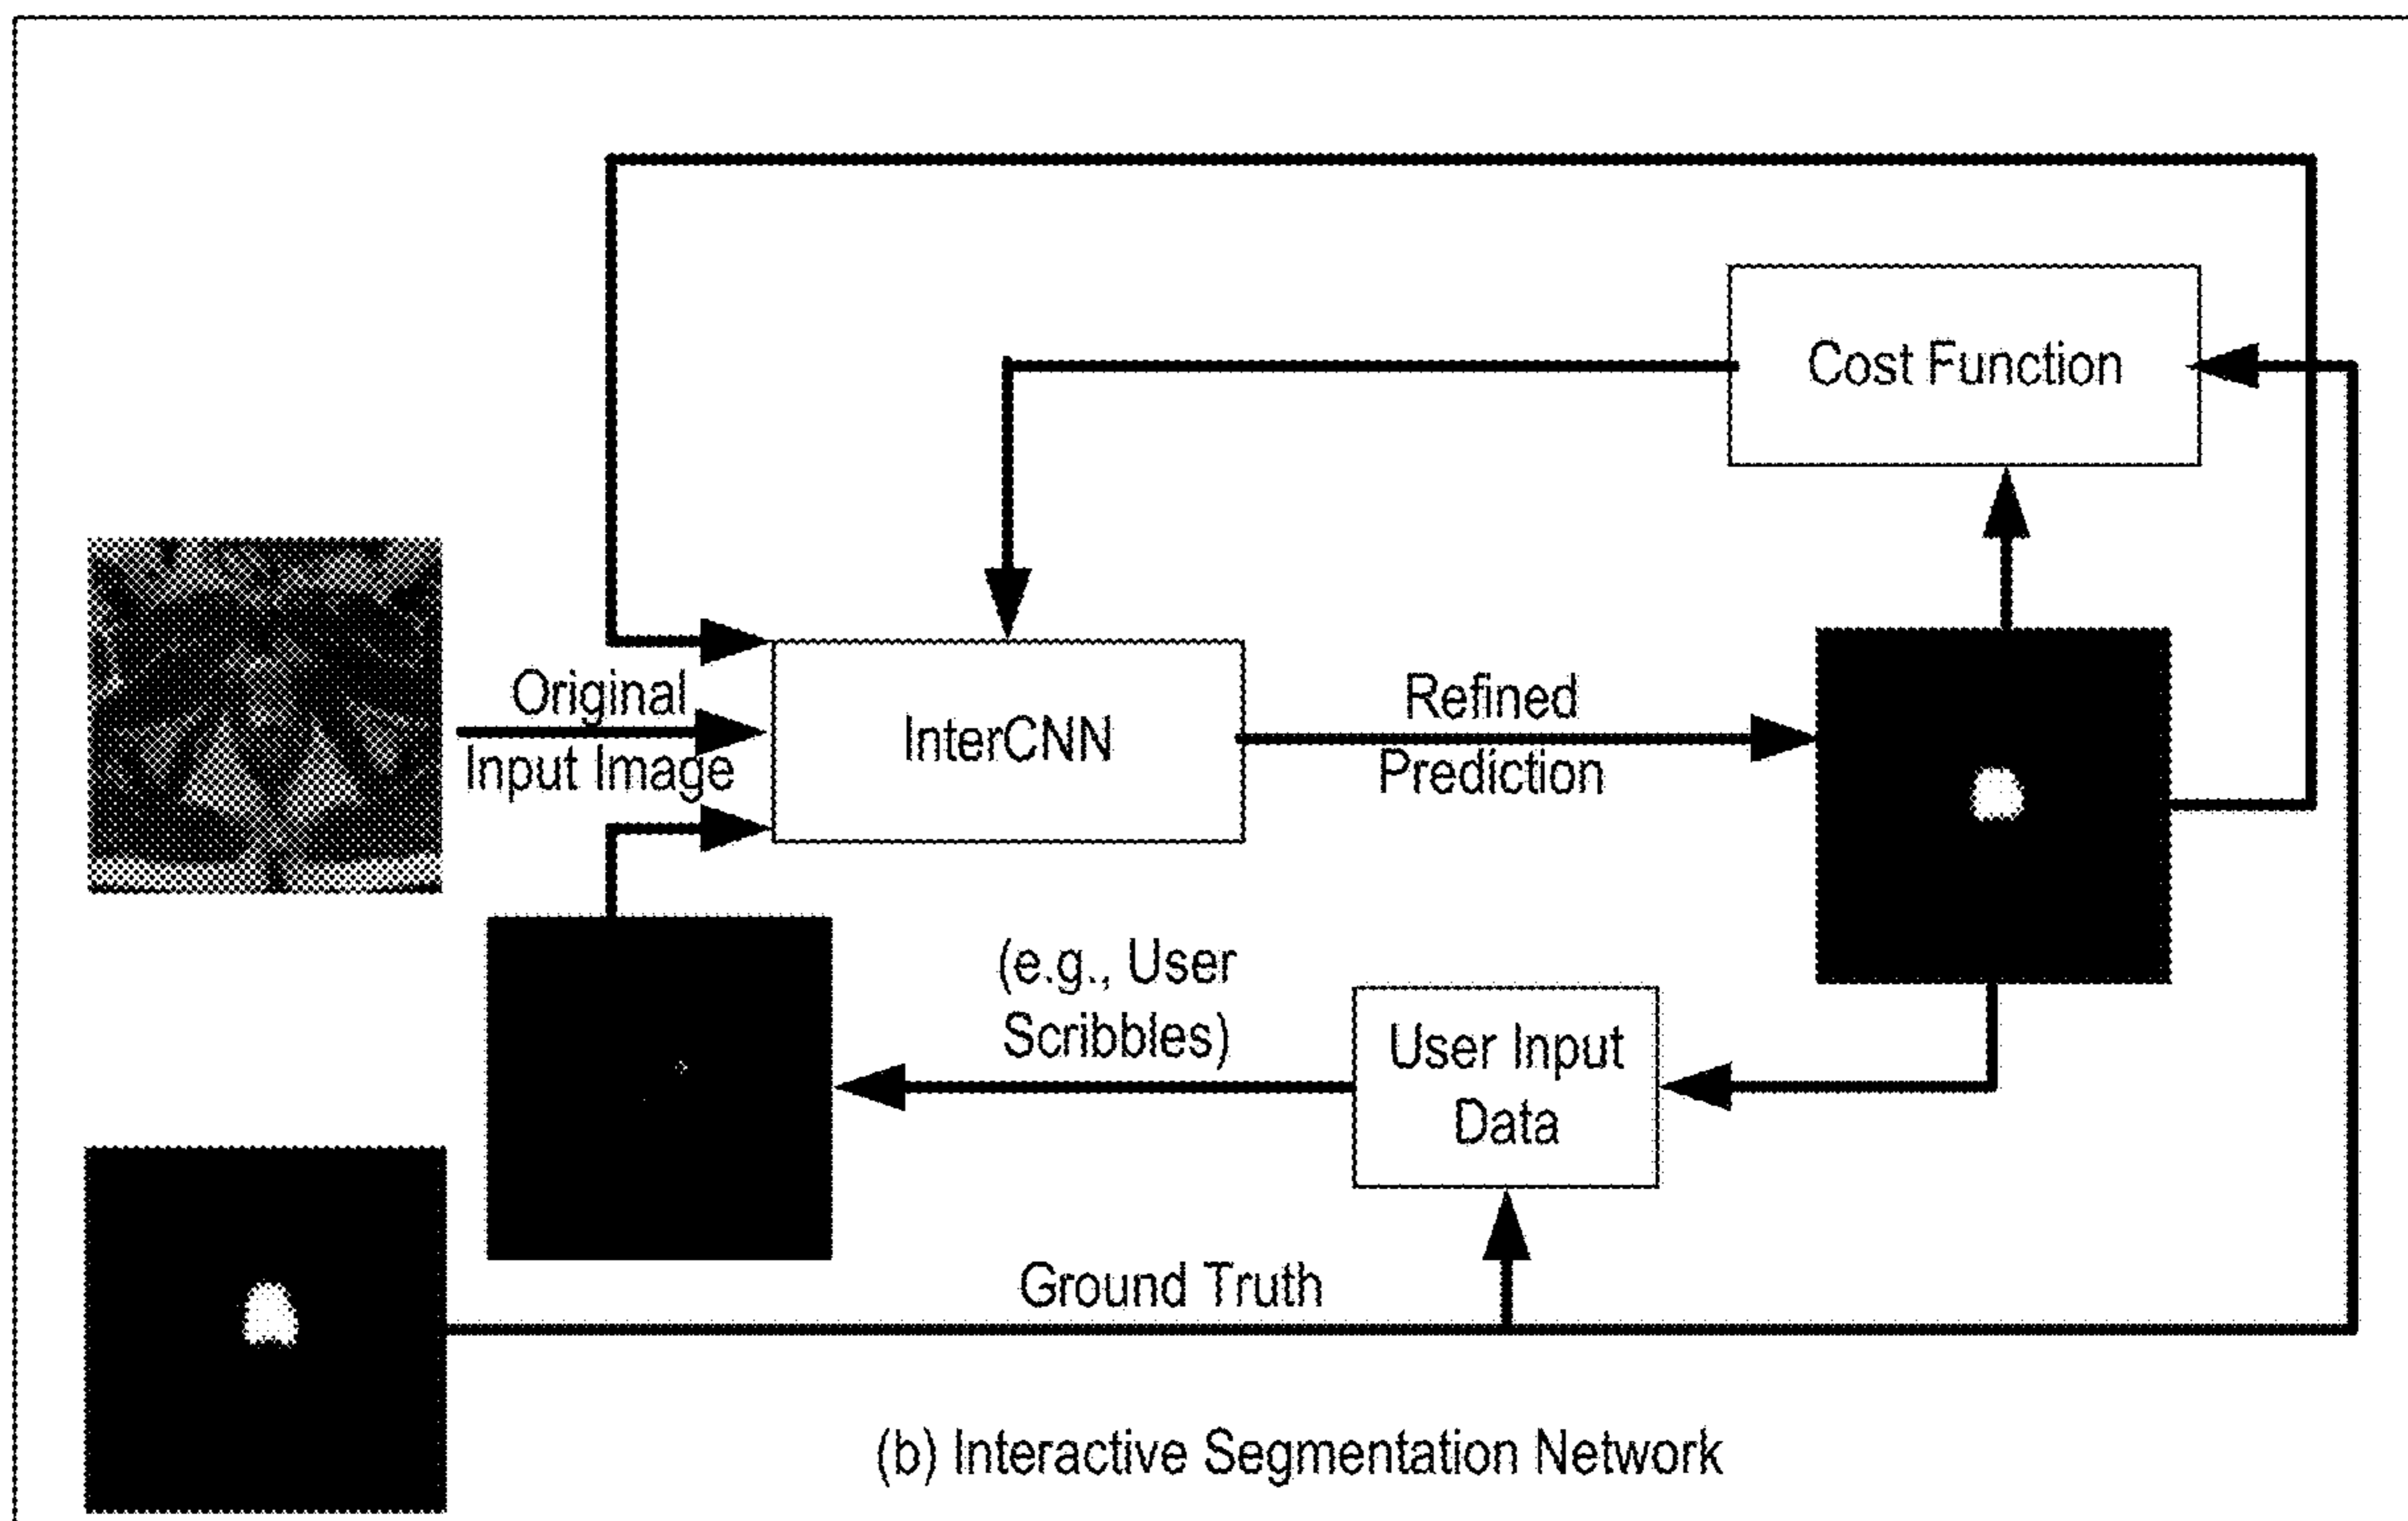 Cost Function
Original
Input Image
InterCNN
Refined
Prediction
(e.g., User
Scribbles)
User Input
Data
Ground Truth
(b) Interactive Segmentation Network